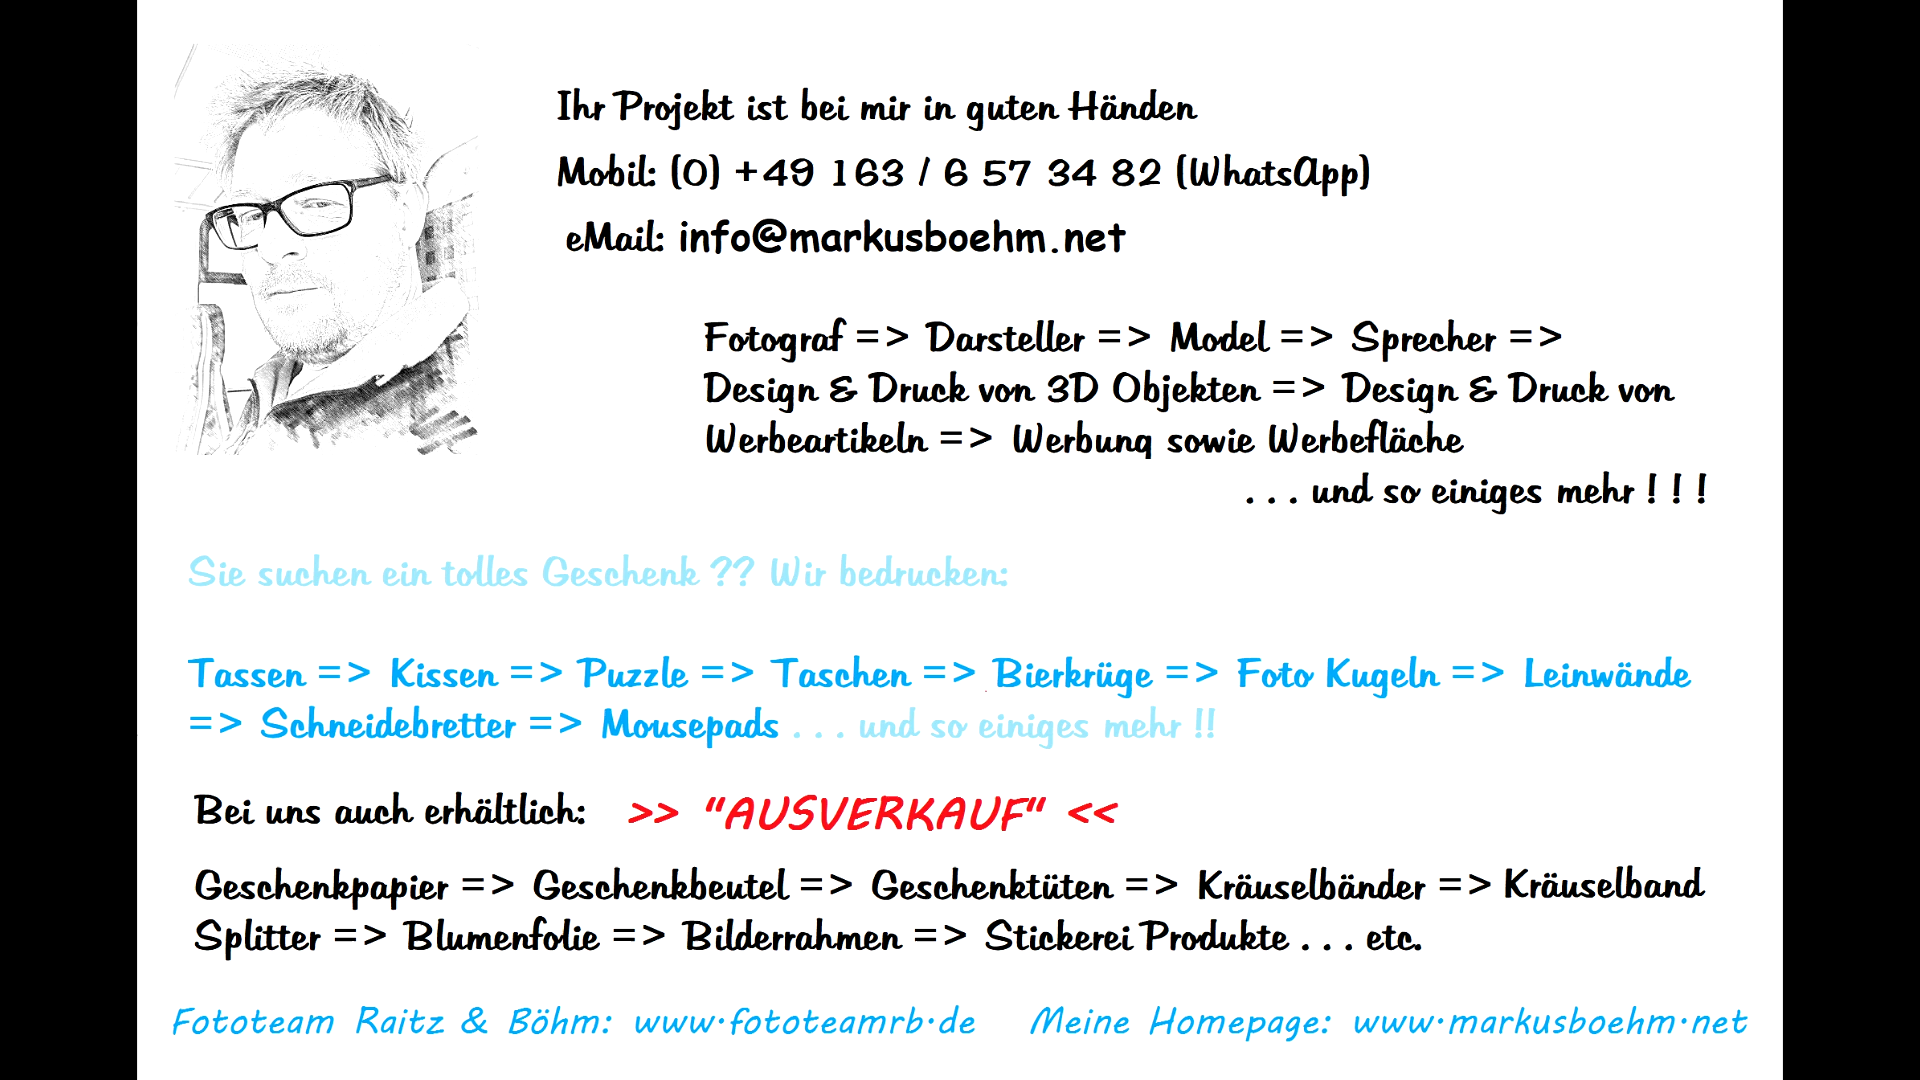 Ihr Projekt ist bei mir in guten Händen
Mobil: (0) +49 163 / 6 57 34 82 (WhatsApp)
eMail: info@markusboehm.net
Fotograf => Darsteller => Model => Sprecher =>
Design & Druck von 3D Objekten => Design & Druck von
Werbeartikeln => Werbung sowie Werbefläche
. . . und so einiges mehr ! ! !
Sie suchen ein tolles Geschenk ?? Wir bedrucken:
Tassen => Kissen => Puzzle => Taschen => Bierkrüge => Foto Kugeln => Leinwände
=> Schneidebretter => Mousepads . . . und so einiges mehr !!
Bei uns auch erhältlich: >> "AUSVERKAUF" <<
Geschenkpapier => Geschenkbeutel => Geschenktüten => Kräuselbänder => Kräuselband
Splitter => Blumenfolie => Bilderrahmen => Stickerei Produkte . . . etc.
Fototeam Raitz & Böhm: www.fototeamrb.de Meine Homepage: www.markusboehm.net